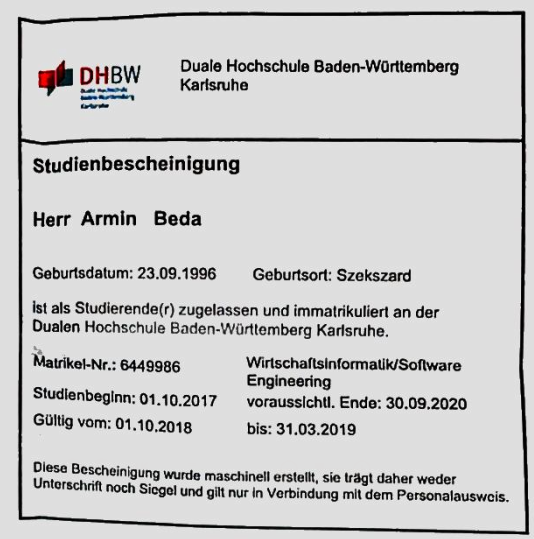 DHBW
Duale Hochschule
Baden-Württemberg
Karlsruhe
Duale Hochschule Baden-Württemberg
Karlsruhe
Studienbescheinigung
Herr Armin Beda
Geburtsdatum: 23.09.1996 Geburtsort: Szekszard
ist als Studierende(r) zugelassen und immatrikuliert an der
Dualen Hochschule Baden-Württemberg Karlsruhe.
Matrikel-Nr.: 6449986 Wirtschaftsinformatik/Software
Engineering
Studienbeginn: 01.10.2017 voraussichtl. Ende: 30.09.2020
Gültig vom: 01.10.2018 bis: 31.03.2019
Diese Bescheinigung wurde maschinell erstellt, sie trägt daher weder
Unterschrift noch Siegel und gilt nur in Verbindung mit dem Personalausweis.